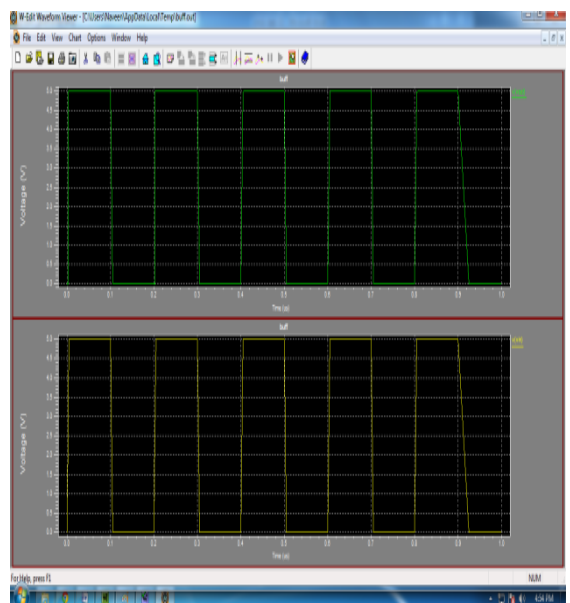 W-Edit Waveform Viewer - [C:\Users\Naveen\AppData\Local\Temp\buff.out]
File Edit View Chart Options Window Help
buff
Voltage (V)
5.0
4.5
4.0
3.5
3.0
2.5
2.0
1.5
1.0
0.5
0.0
0.0 0.1 0.2 0.3 0.4 0.5 0.6 0.7 0.8 0.9 1.0
Time (us)
buff
Voltage (V)
5.0
4.5
4.0
3.5
3.0
2.5
2.0
1.5
1.0
0.5
0.0
0.0 0.1 0.2 0.3 0.4 0.5 0.6 0.7 0.8 0.9 1.0
Time (us)
For Help, press F1
NUM
4:54 PM